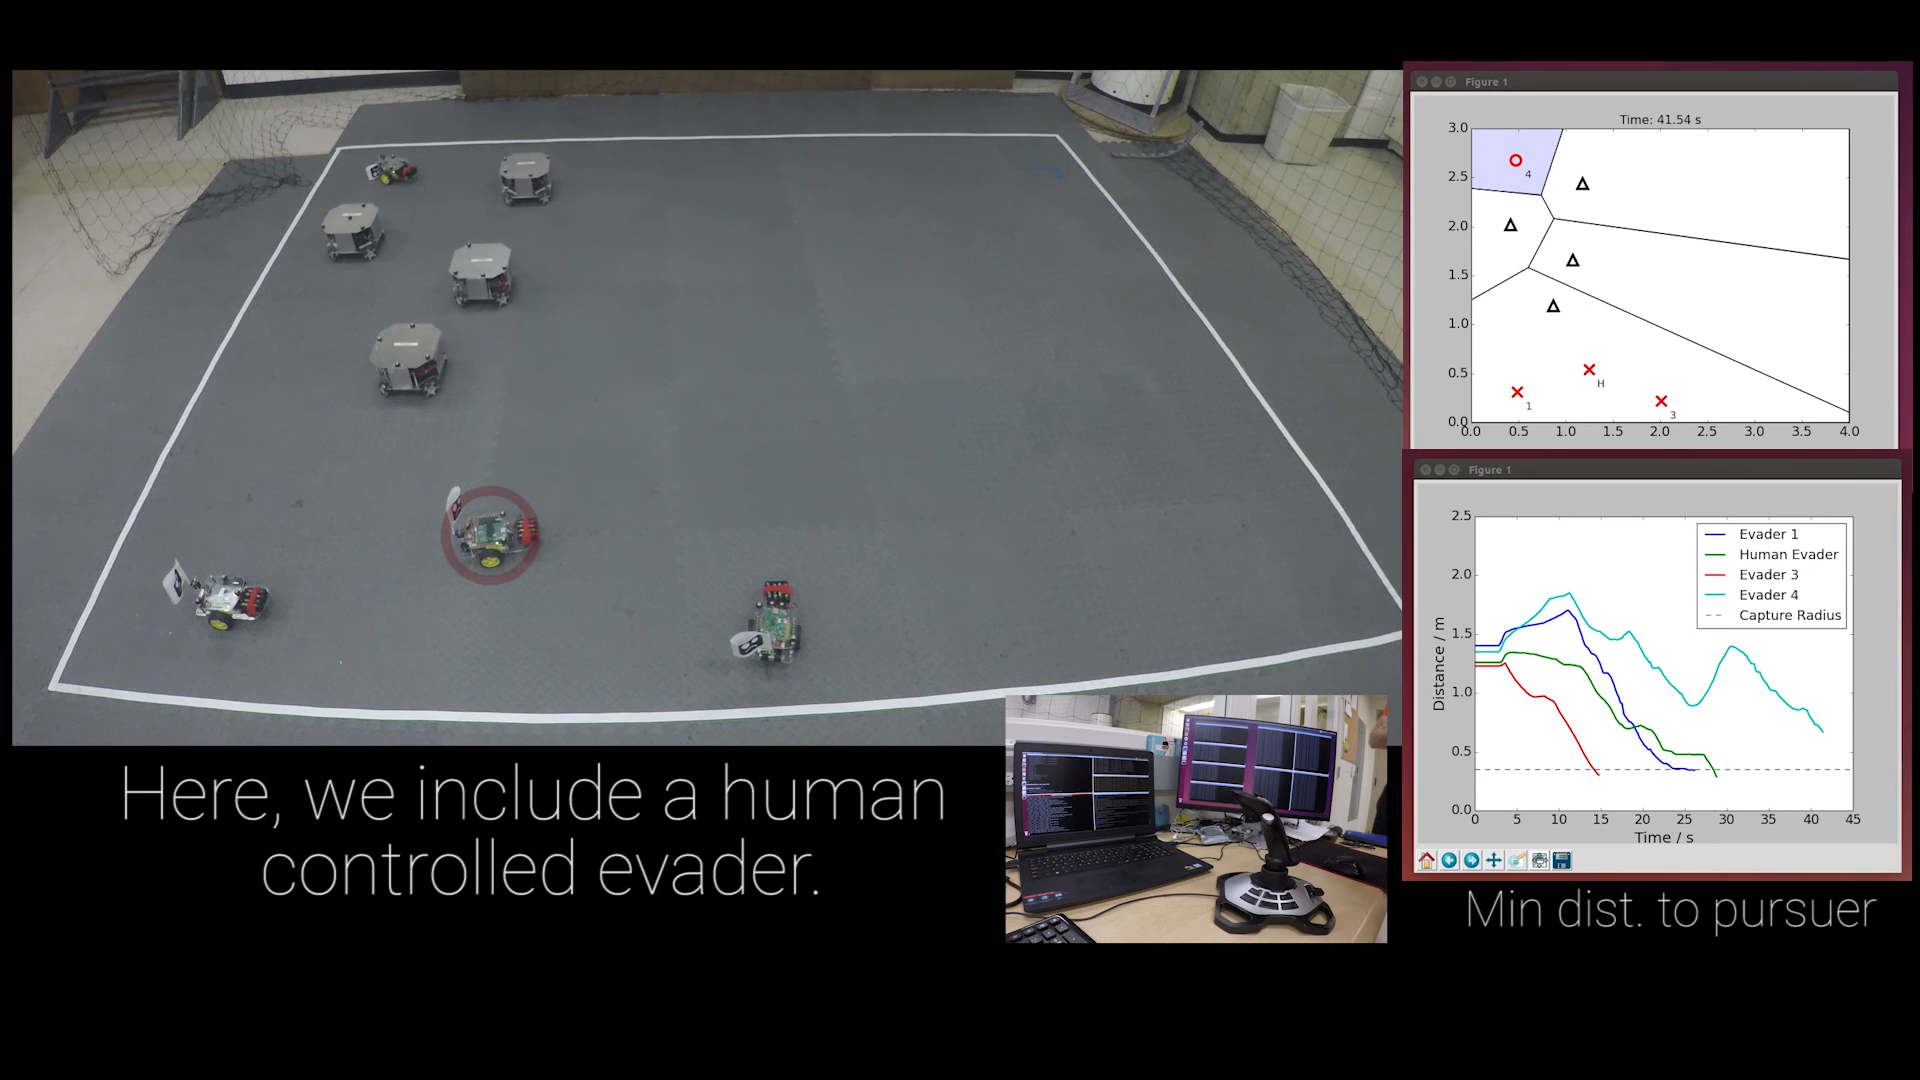 Here, we include a human
controlled evader.
Figure 1
Time: 41.54 s
3.0
2.5
2.0
1.5
1.0
0.5
0.0
0.0 0.5 1.0 1.5 2.0 2.5 3.0 3.5 4.0
4
H
1
3
Figure 1
2.5
2.0
1.5
1.0
0.5
0.0
Distance / m
Evader 1
Human Evader
Evader 3
Evader 4
Capture Radius
0 5 10 15 20 25 30 35 40 45
Time / s
Min dist. to pursuer